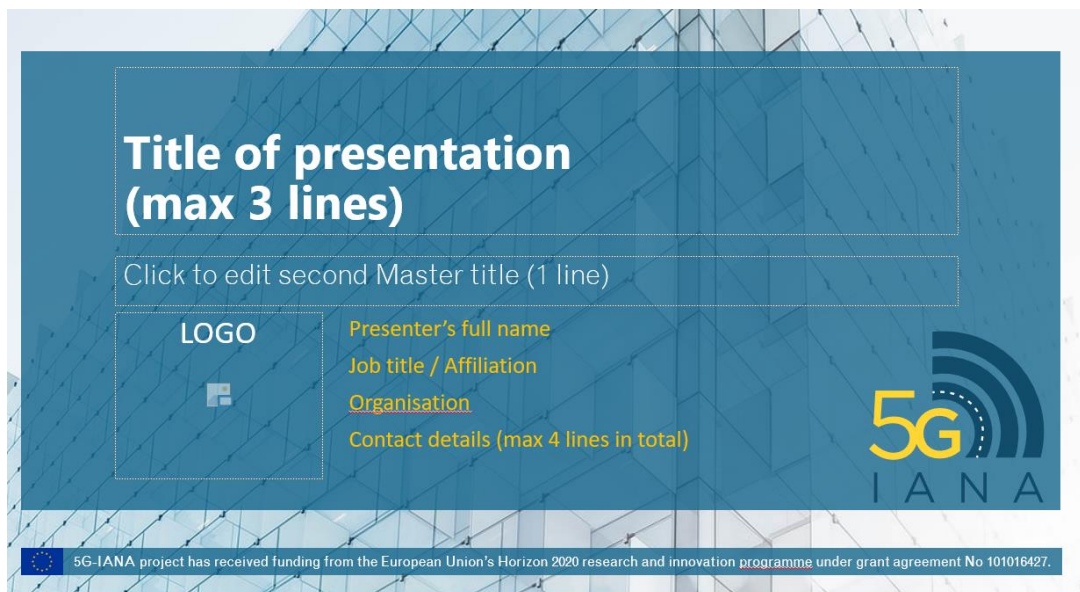 Title of presentation
(max 3 lines)
Click to edit second Master title (1 line)
LOGO
Presenter's full name
Job title / Affiliation
Organisation
Contact details (max 4 lines in total)
5G
IANA
5G-IANA project has received funding from the European Union's Horizon 2020 research and innovation programme under grant agreement No 101016427.